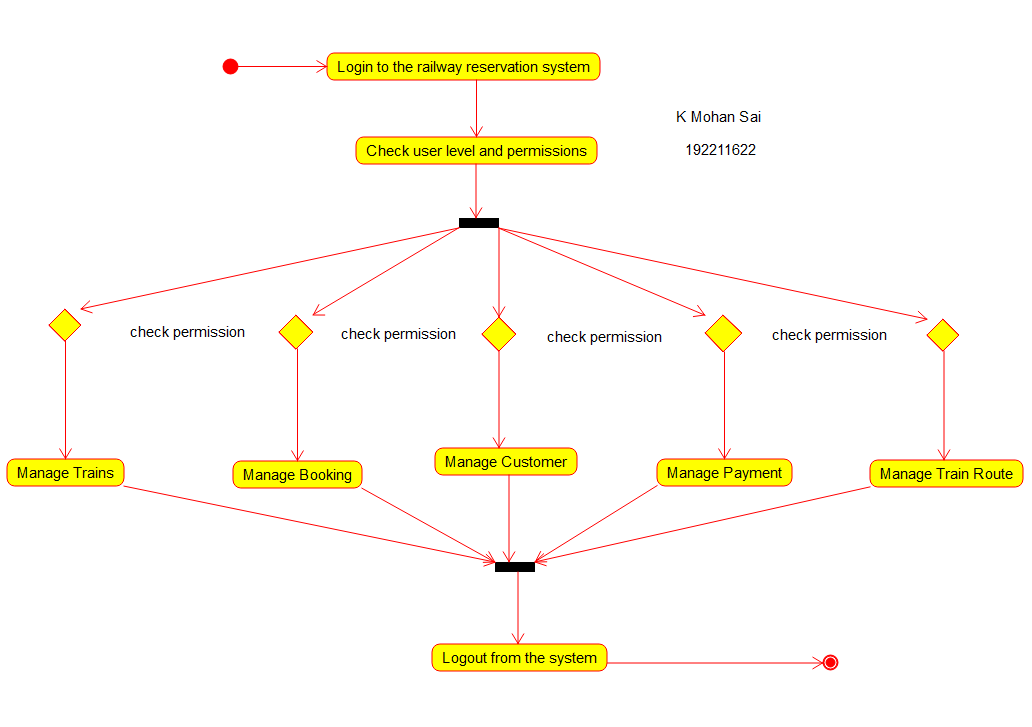 Login to the railway reservation system
K Mohan Sai
Check user level and permissions
192211622
check permission
check permission
check permission
check permission
Manage Trains
Manage Booking
Manage Customer
Manage Payment
Manage Train Route
Logout from the system